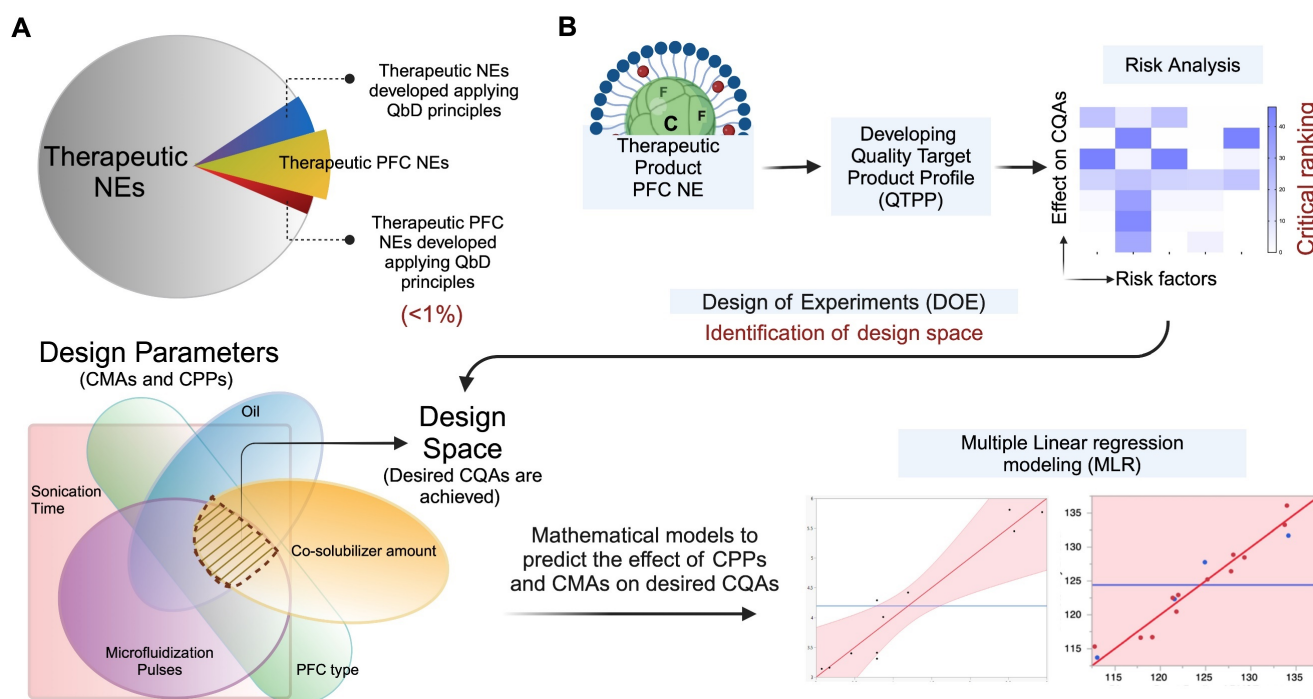 A
Therapeutic NEs
developed applying
QbD principles
Therapeutic
NEs
Therapeutic PFC NEs
Therapeutic PFC
NEs developed
applying QbD
principles
(<1%)
B
F
F
C
Therapeutic
Product
PFC NE
Developing
Quality Target
Product Profile
(QTPP)
Risk Analysis
Effect on CQAs
40
30
20
10
0
Critical ranking
Risk factors
Design of Experiments (DOE)
Identification of design space
Design Parameters
(CMAs and CPPs)
Oil
Sonication
Time
Co-solubilizer amount
Microfluidization
Pulses
PFC type
Design
Space
(Desired CQAs are
achieved)
Mathematical models to
predict the effect of CPPs
and CMAs on desired CQAs
Multiple Linear regression
modeling (MLR)
135
130
125
120
115
115
120
125
130
135